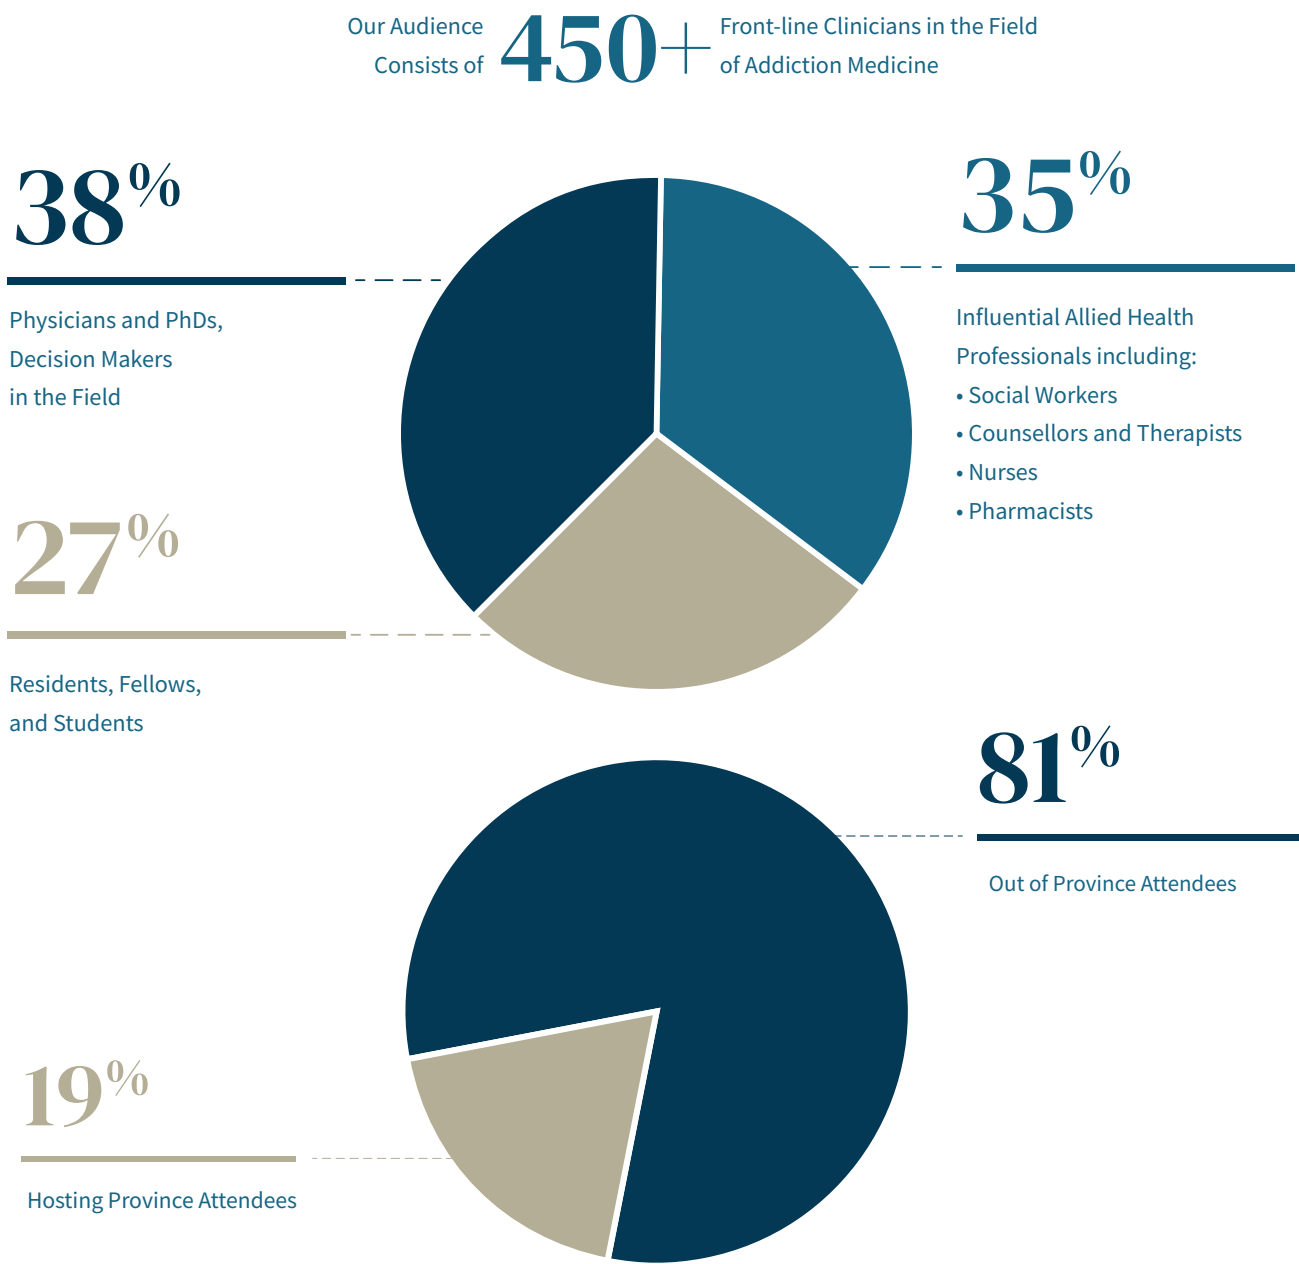 Our Audience
Consists of
450+
Front-line Clinicians in the Field
of Addiction Medicine
38%
Physicians and PhDs,
Decision Makers
in the Field
35%
Influential Allied Health
Professionals including:
• Social Workers
• Counsellors and Therapists
• Nurses
• Pharmacists
27%
Residents, Fellows,
and Students
81%
Out of Province Attendees
19%
Hosting Province Attendees